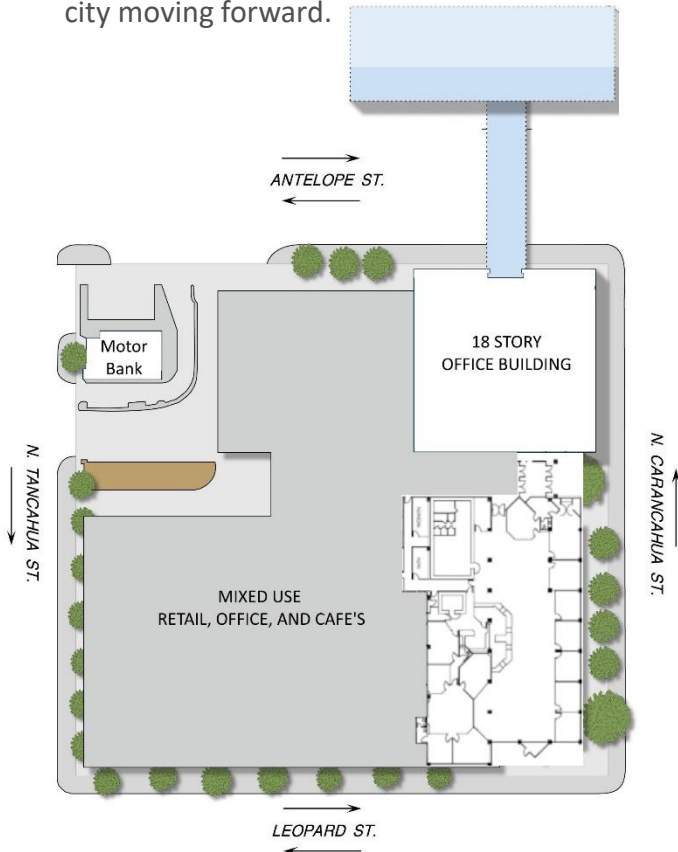 city moving forward.
ANTELOPE ST.
18 STORY
OFFICE BUILDING
Motor
Bank
N. TANCAHUA ST.
N. CARANCAHUA ST.
MIXED USE
RETAIL, OFFICE, AND CAFE'S
LEOPARD ST.